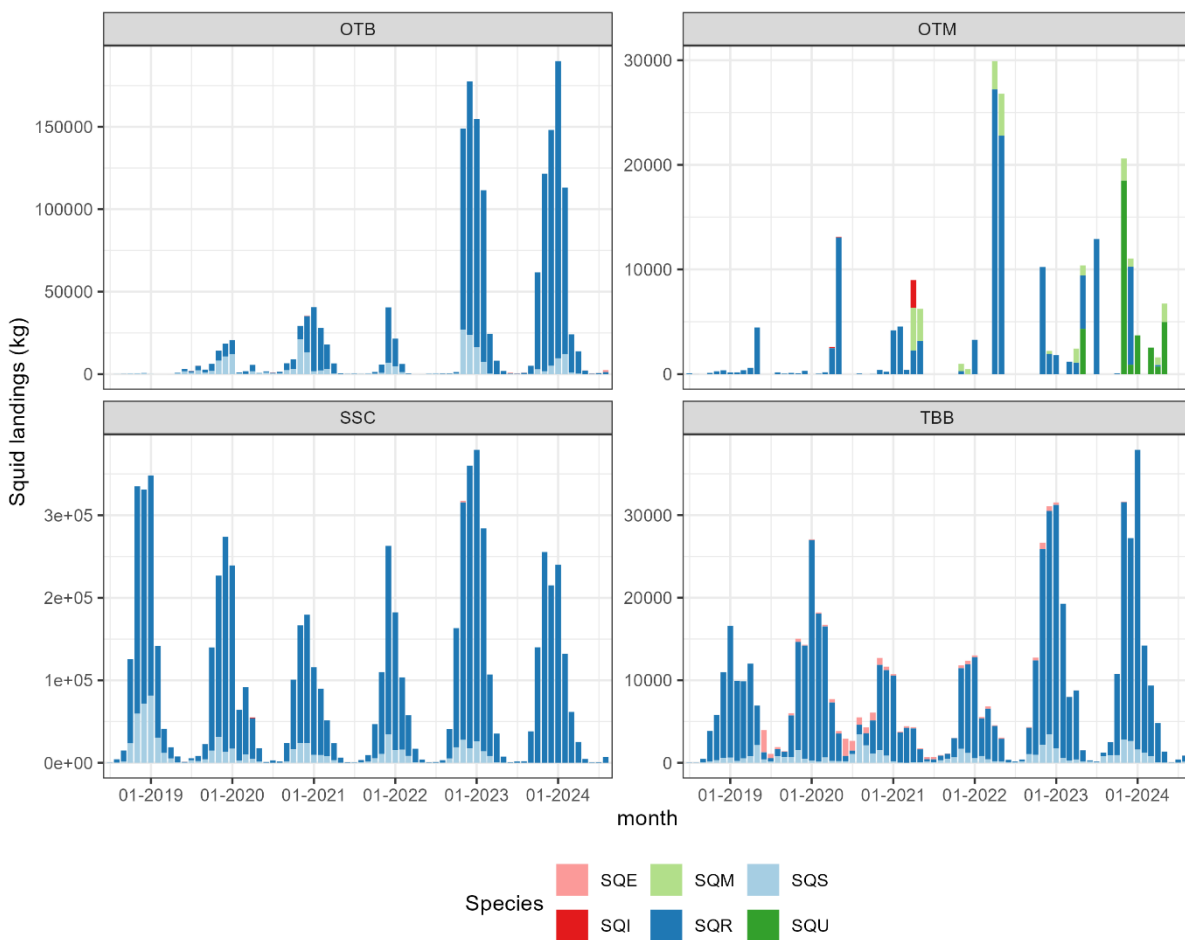 OTB
OTM
150000
100000
50000
0
30000
20000
10000
0
Squid landings (kg)
SSC
TBB
3e+05
2e+05
1e+05
0e+00
30000
20000
10000
0
01-2019 01-2020 01-2021 01-2022 01-2023 01-2024
01-2019 01-2020 01-2021 01-2022 01-2023 01-2024
month
Species
SQE SQM SQS
SQI SQR SQU